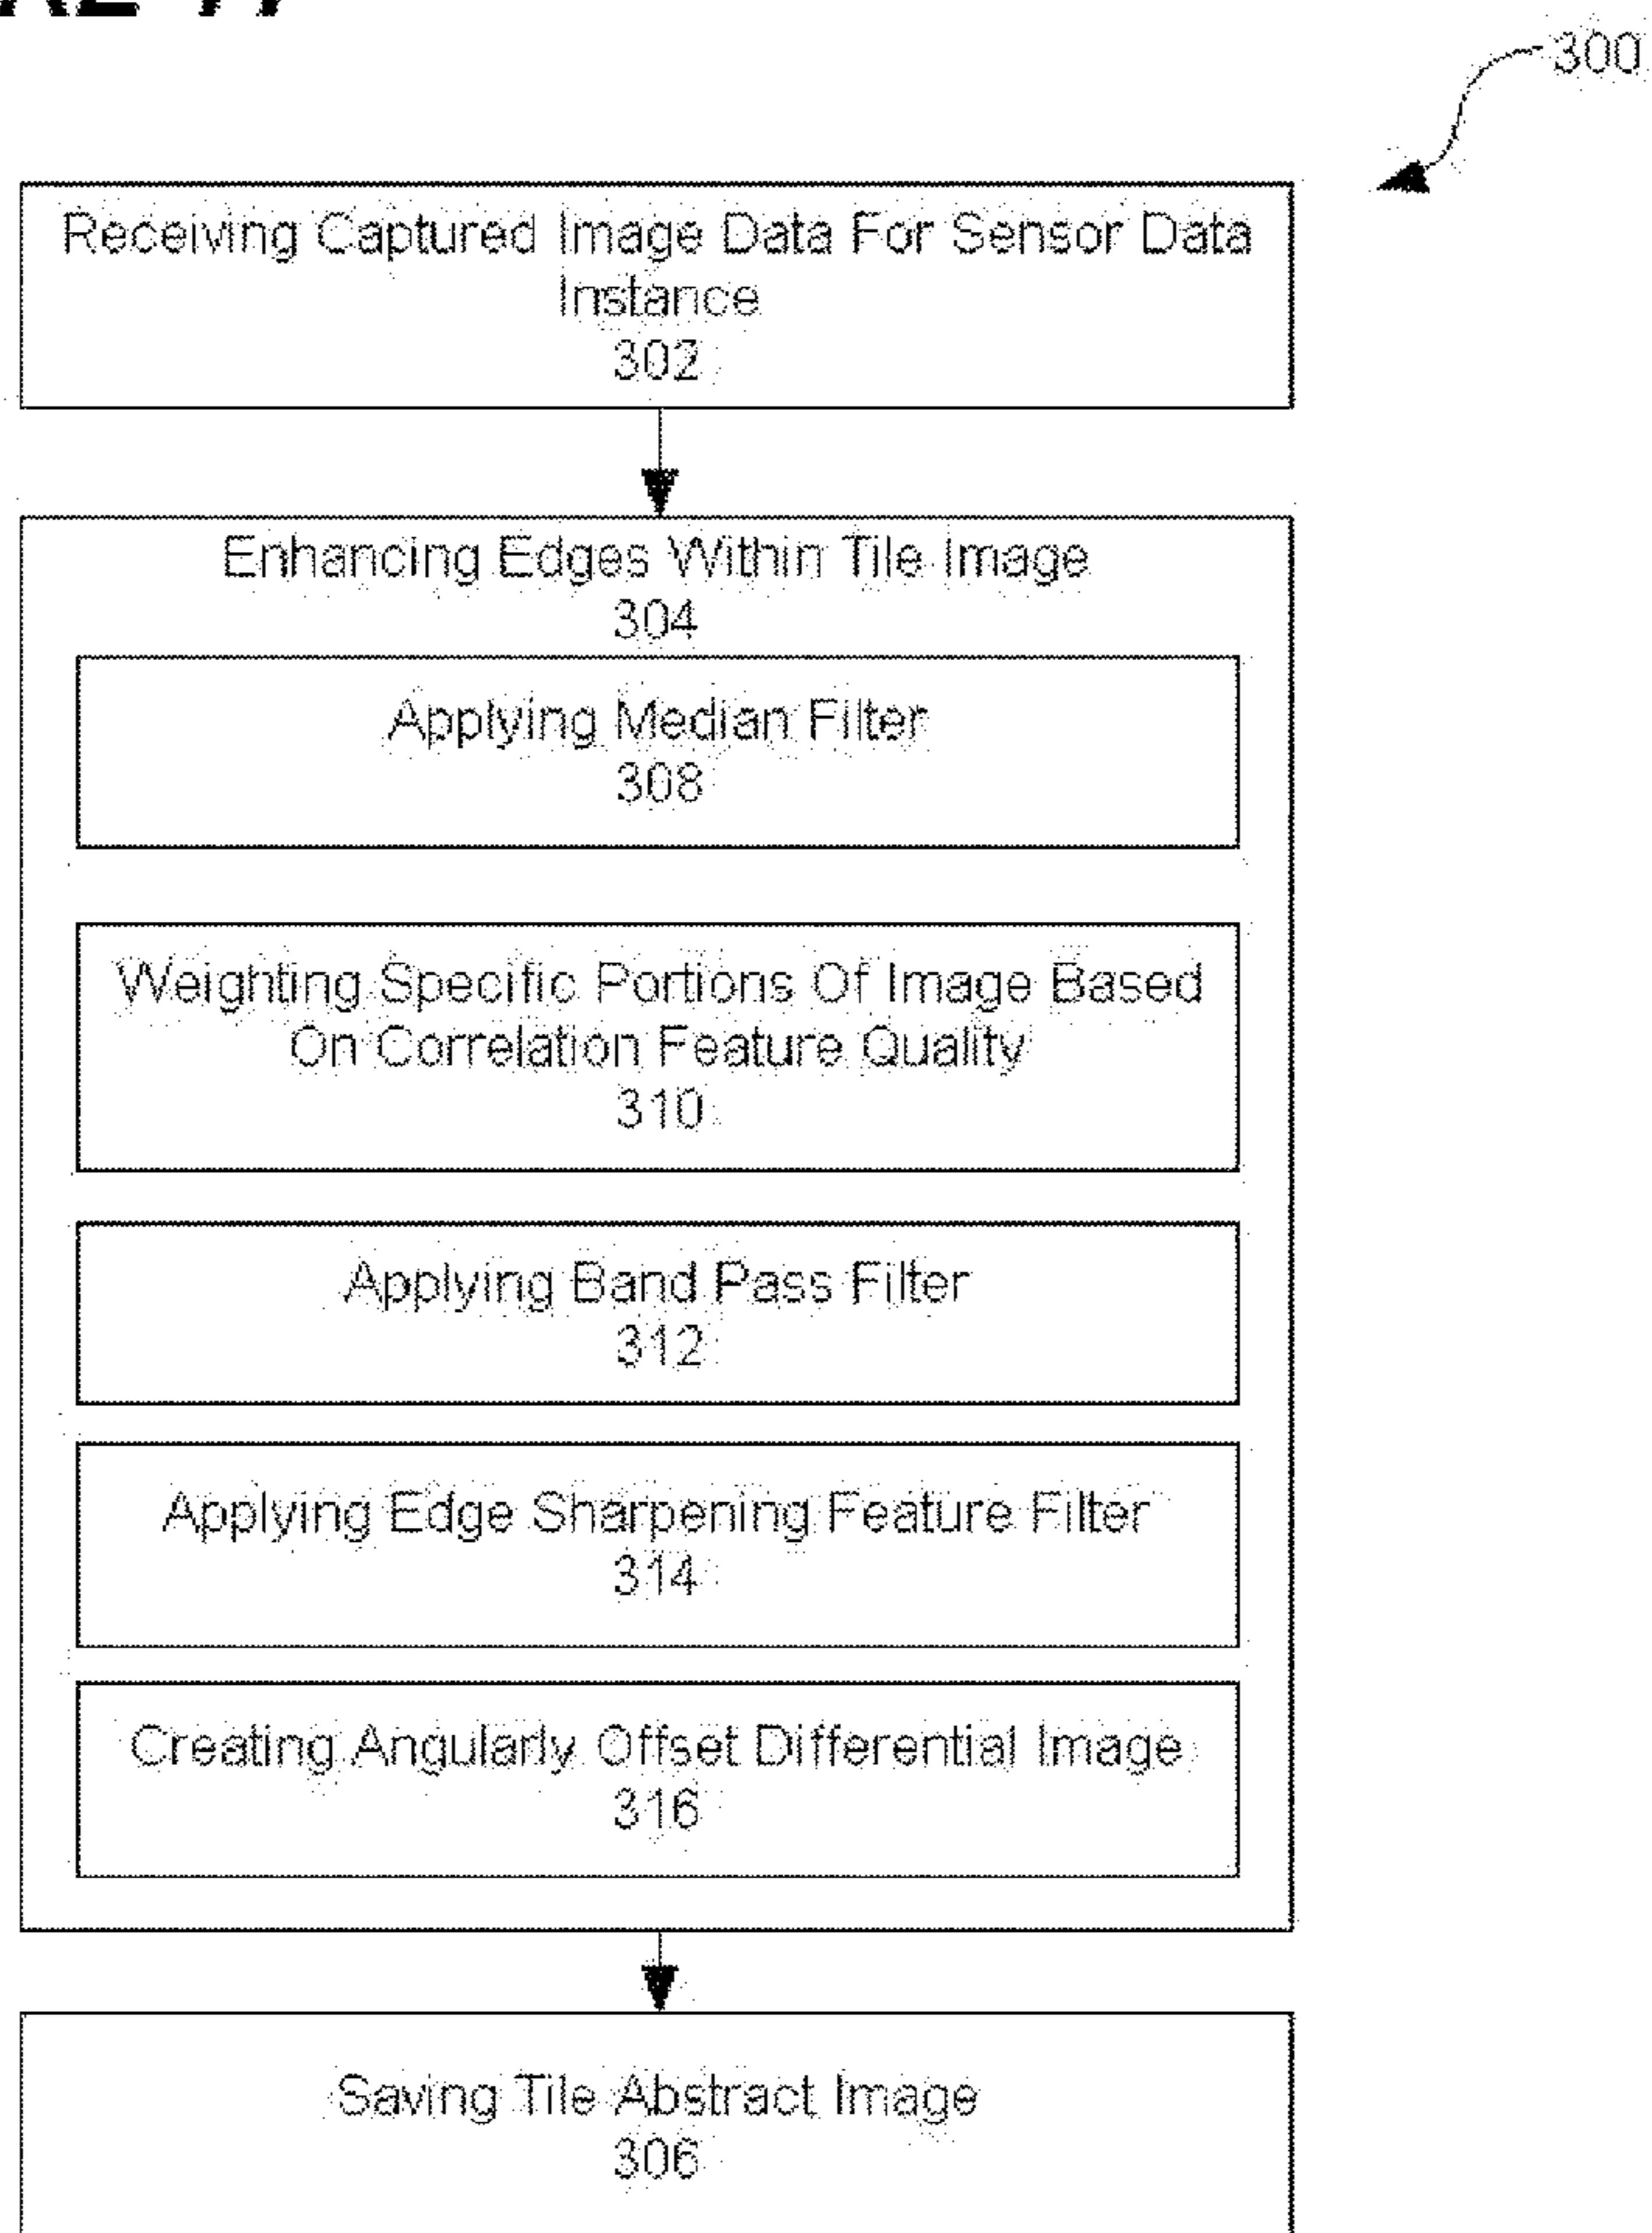 300
Receiving Captured Image Data For Sensor Data
Instance
302
Enhancing Edges Within Tile Image
304
Applying Median Filter
308
Weighting Specific Portions Of Image Based
On Correlation Feature Quality
310
Applying Band Pass Filter
312
Applying Edge Sharpening Feature Filter
314
Creating Angularly Offset Differential Image
316
Saving Tile Abstract Image
306